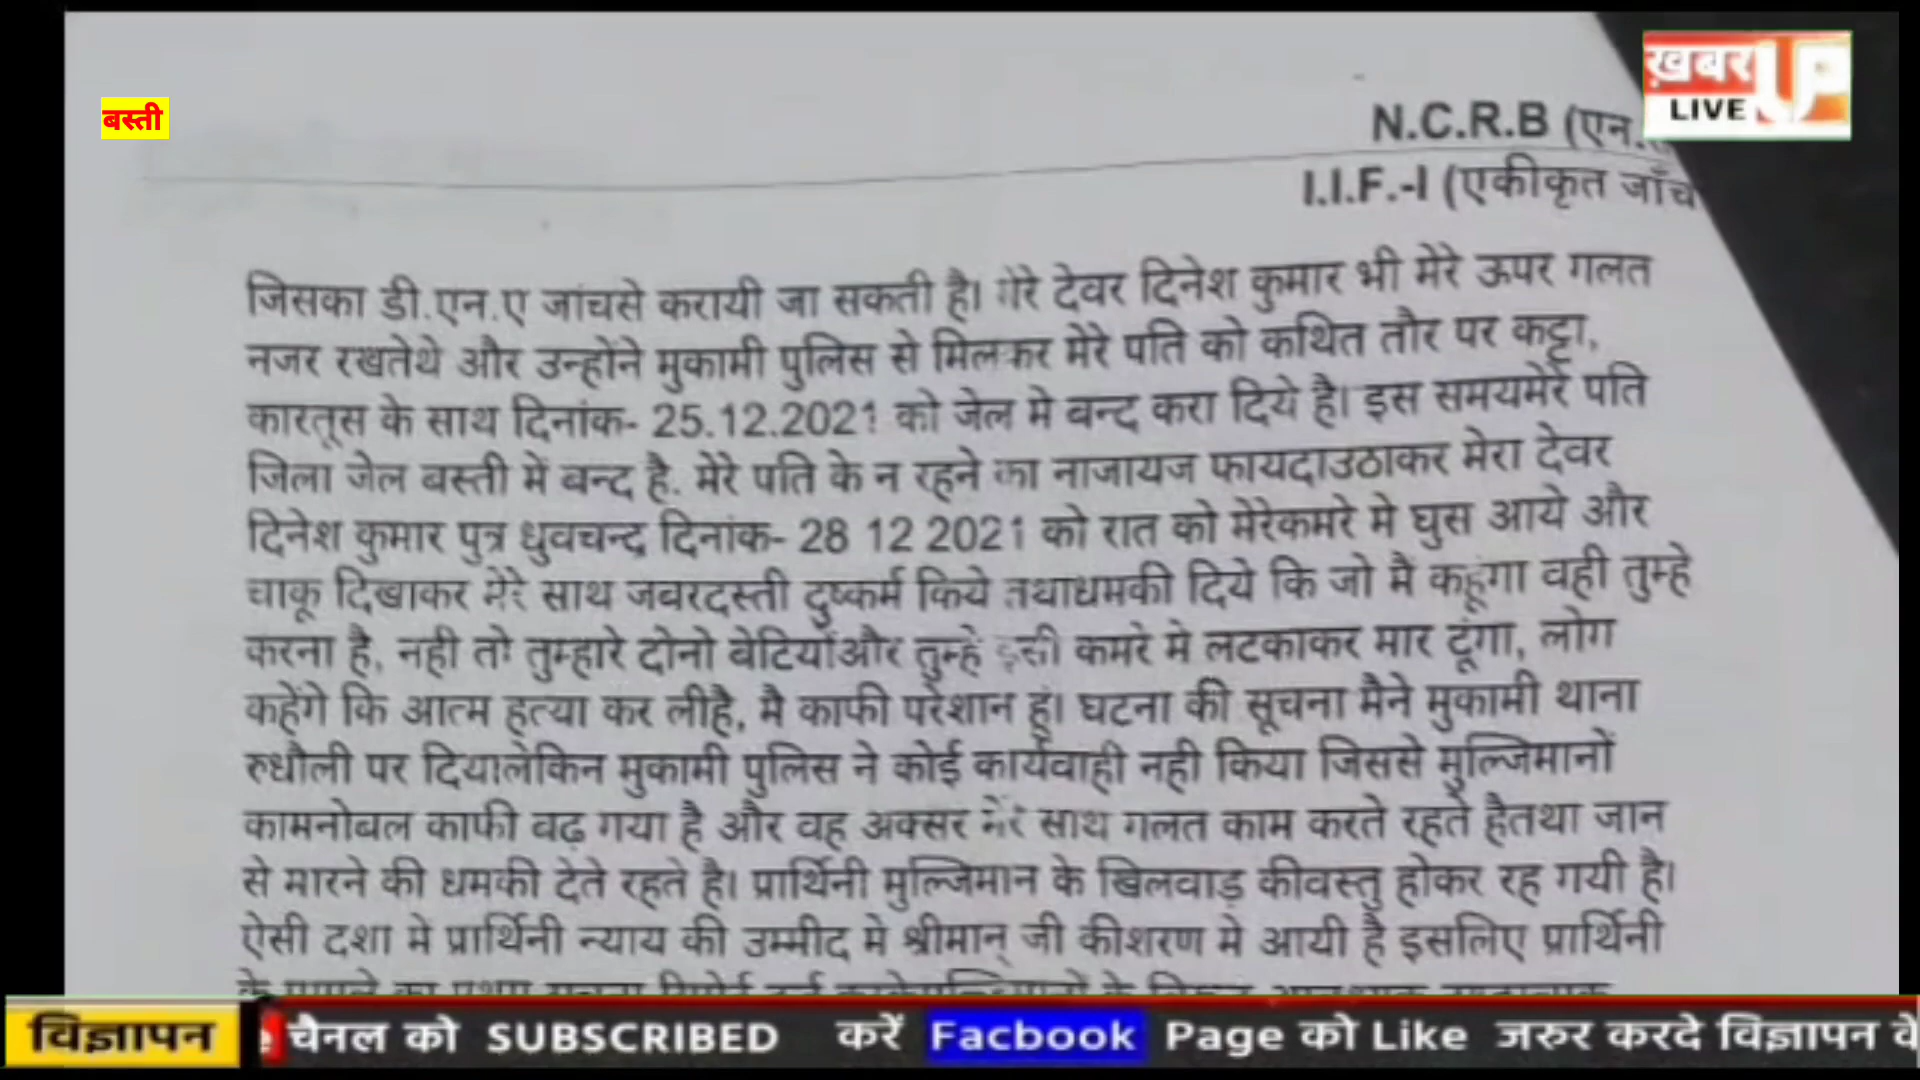 बस्ती
ख़बर UP
LIVE
N.C.R.B (एन.
I.I.F.-I (एकीकृत जाँच
जिसका डी.एन.ए जांचसे करायी जा सकती है। मेरे देवर दिनेश कुमार भी मेरे ऊपर गलत
नजर रखतेथे और उन्होंने मुकामी पुलिस से मिलकर मेरे पति को कथित तौर पर कट्टा,
कारतूस के साथ दिनांक- 25.12.2021 को जेल मे बन्द करा दिये है। इस समयमेरे पति
जिला जेल बस्ती में बन्द है. मेरे पति के न रहने का नाजायज फायदाउठाकर मेरा देवर
दिनेश कुमार पुत्र धुवचन्द्र दिनांक- 28 12 2021 को रात को मेरेकमरे मे घुस आये और
चाकू दिखाकर मेरे साथ जबरदस्ती दुष्कर्म किये तथाधमकी दिये कि जो मै कहूंगा वही तुम्हे
करना है, नही तो तुम्हारे दोनो बेटियोंऔर तुम्हे इसी कमरे मे लटकाकर मार दूंगा, लोग
कहेंगे कि आत्म हत्या कर लीहै, मै काफी परेशान हूं। घटना की सूचना मैने मुकामी थाना
रुधौली पर दियालेकिन मुकामी पुलिस ने कोई कार्यवाही नही किया जिससे मुल्जिमानों
कामनोबल काफी बढ़ गया है और वह अक्सर मेरे साथ गलत काम करते रहते हैतथा जान
से मारने की धमकी देते रहते है। प्रार्थिनी मुल्जिमान के खिलवाड़ कीवस्तु होकर रह गयी है।
ऐसी दशा मे प्रार्थिनी न्याय की उम्मीद मे श्रीमान् जी कीशरण मे आयी है इसलिए प्रार्थिनी
विज्ञापन चैनल को SUBSCRIBED करें Facbook Page को Like जरुर करदे विज्ञापन के